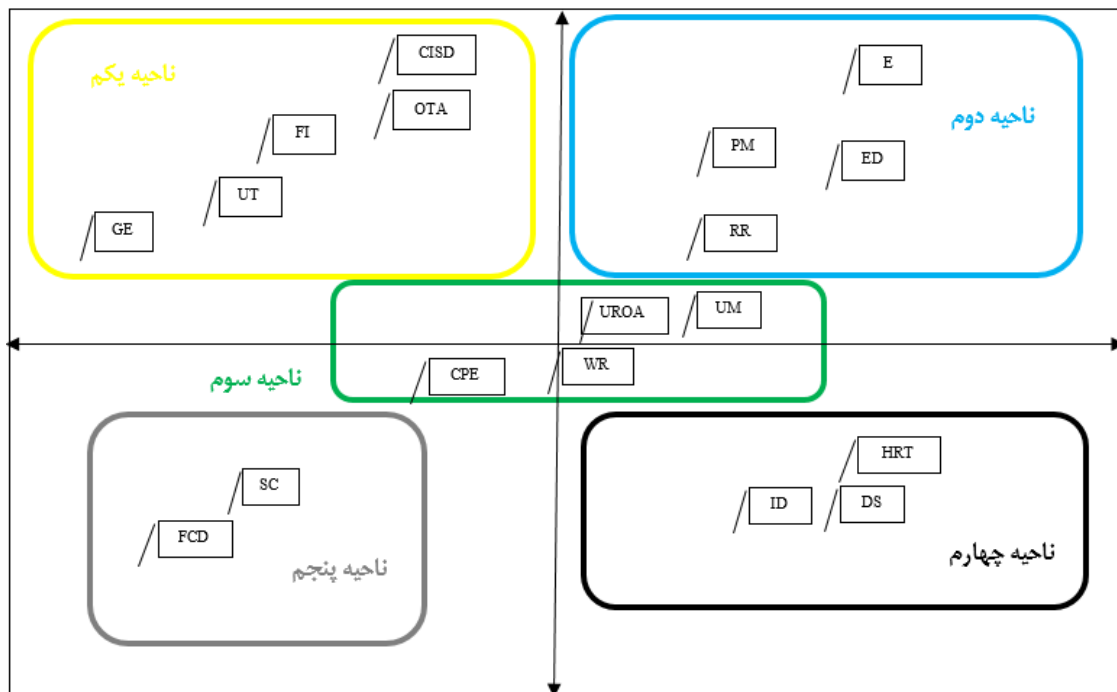 CISD
ناحیه یکم
OTA
FI
UT
GE
E
ناحیه دوم
PM
ED
RR
UROA
UM
WR
CPE
ناحیه سوم
HRT
ID
DS
ناحیه چهارم
SC
FCD
ناحیه پنجم